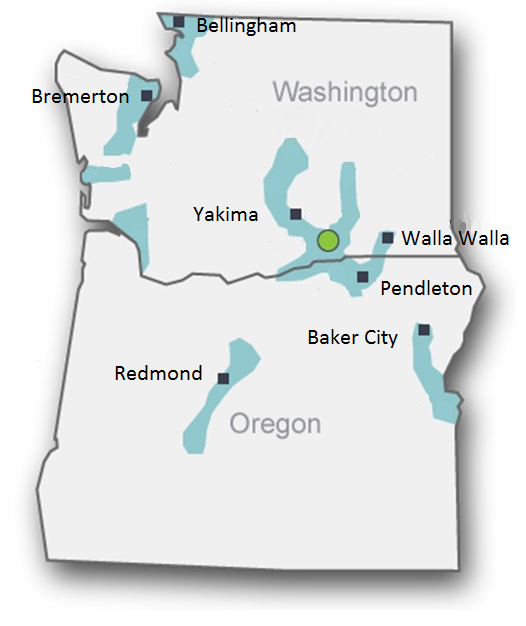 Bellingham
Washington
Bremerton
Yakima
Walla Walla
Pendleton
Baker City
Redmond
Oregon